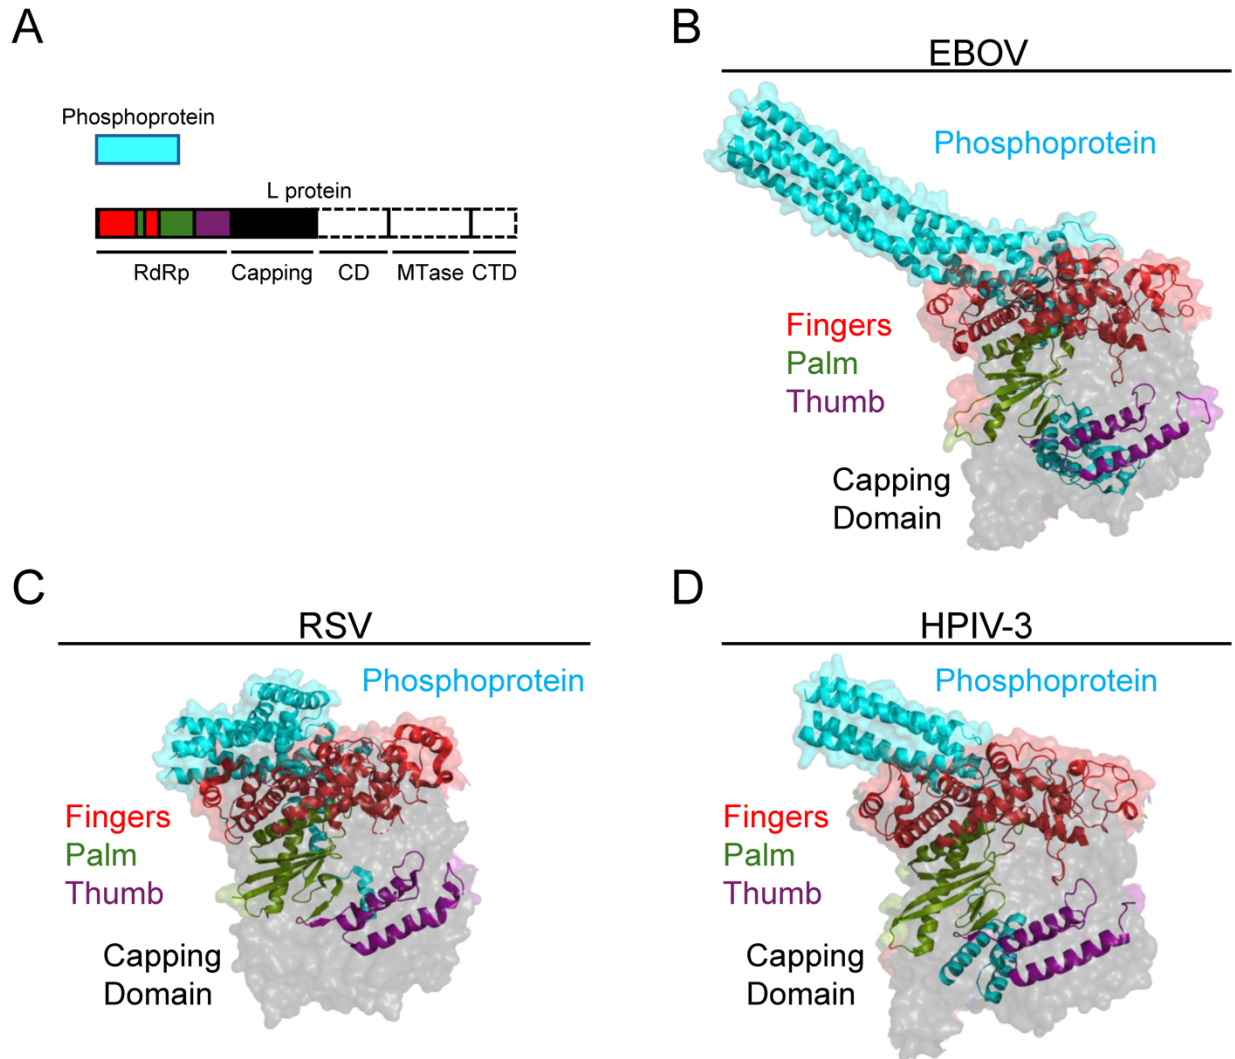 A
Phosphoprotein
L protein
RdRp Capping CD MTase CTD
B
EBOV
Phosphoprotein
Fingers
Palm
Thumb
Capping
Domain
C
RSV
Phosphoprotein
Fingers
Palm
Thumb
Capping
Domain
D
HPIV-3
Phosphoprotein
Fingers
Palm
Thumb
Capping
Domain